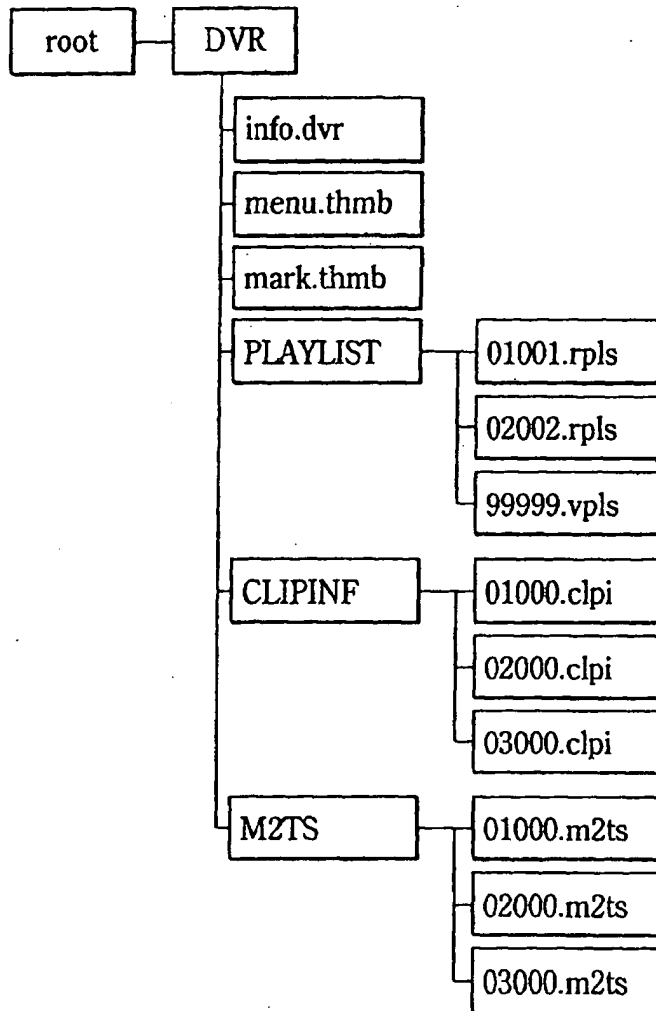 root
DVR
info.dvr
menu.thmb
mark.thmb
PLAYLIST
01001.rpls
02002.rpls
99999.vpls
CLIPINF
01000.clpi
02000.clpi
03000.clpi
M2TS
01000.m2ts
02000.m2ts
03000.m2ts